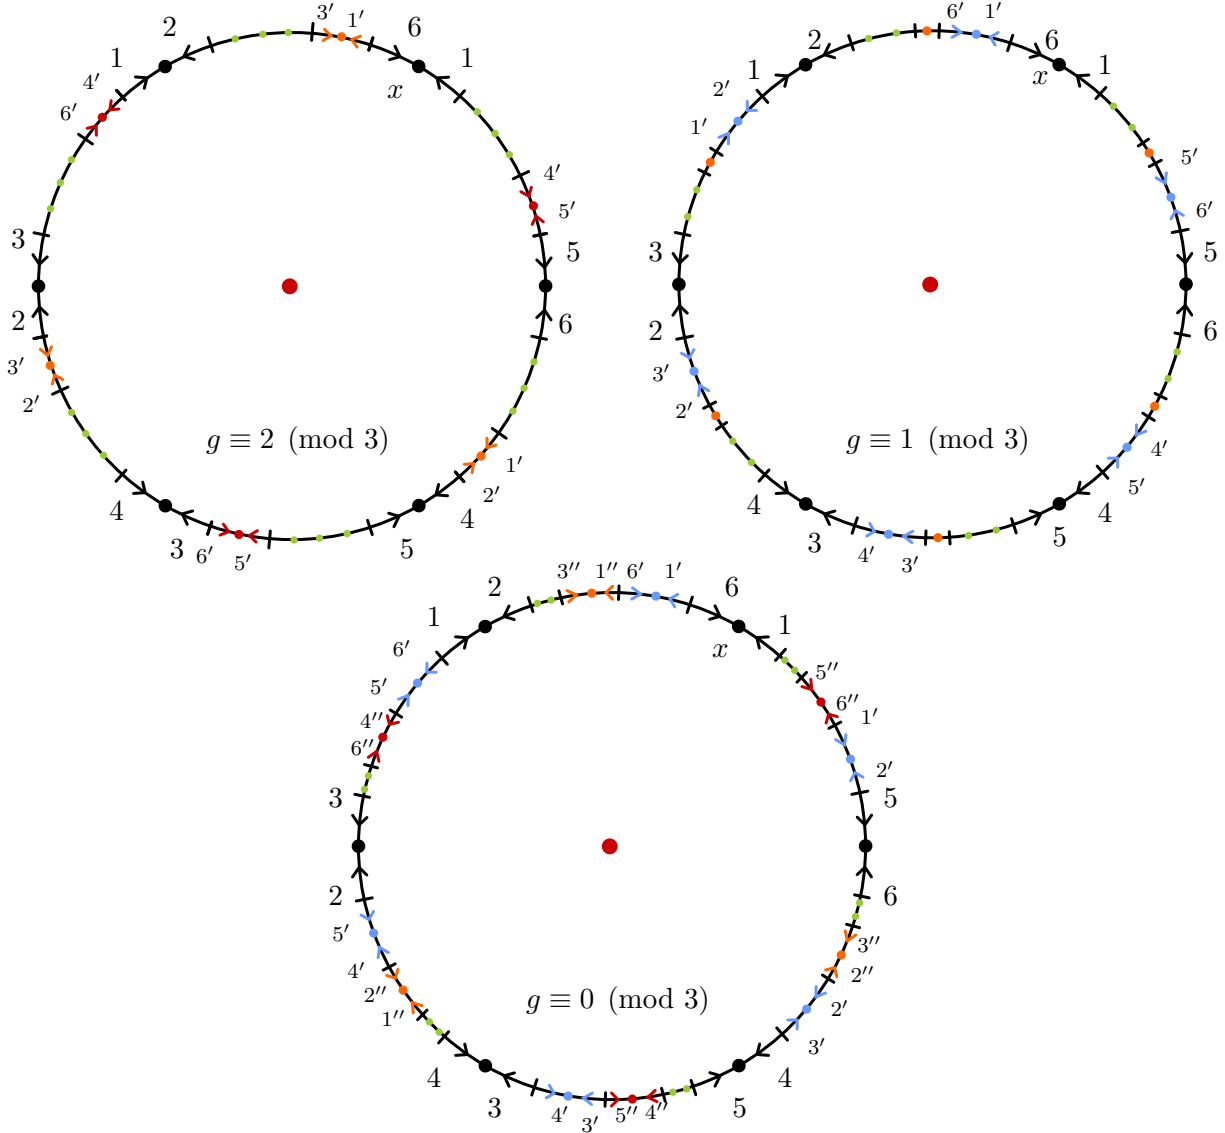 3′ 1′ 6 x 1 4′ 5′ 5 6 1′ 2′ 4 5 5′ 6′ 3 4 2′ 3′ 2 3 6′ 4′ 1 2
g ≡ 2 (mod 3)
6′ 1′ 6 x 1 5′ 6′ 5 6 4′ 5′ 4 5 3′ 4′ 3 4 2′ 3′ 2 3 1′ 2′ 1 2
g ≡ 1 (mod 3)
3″ 1″ 6′ 1′ 6 x 1 5″ 6″ 1′ 2′ 5 6 3″ 2″ 2′ 3′ 4 5 4″ 5″ 3′ 4′ 3 4 1″ 2″ 4′ 5′ 2 3 6″ 4″ 5′ 6′ 1 2
g ≡ 0 (mod 3)